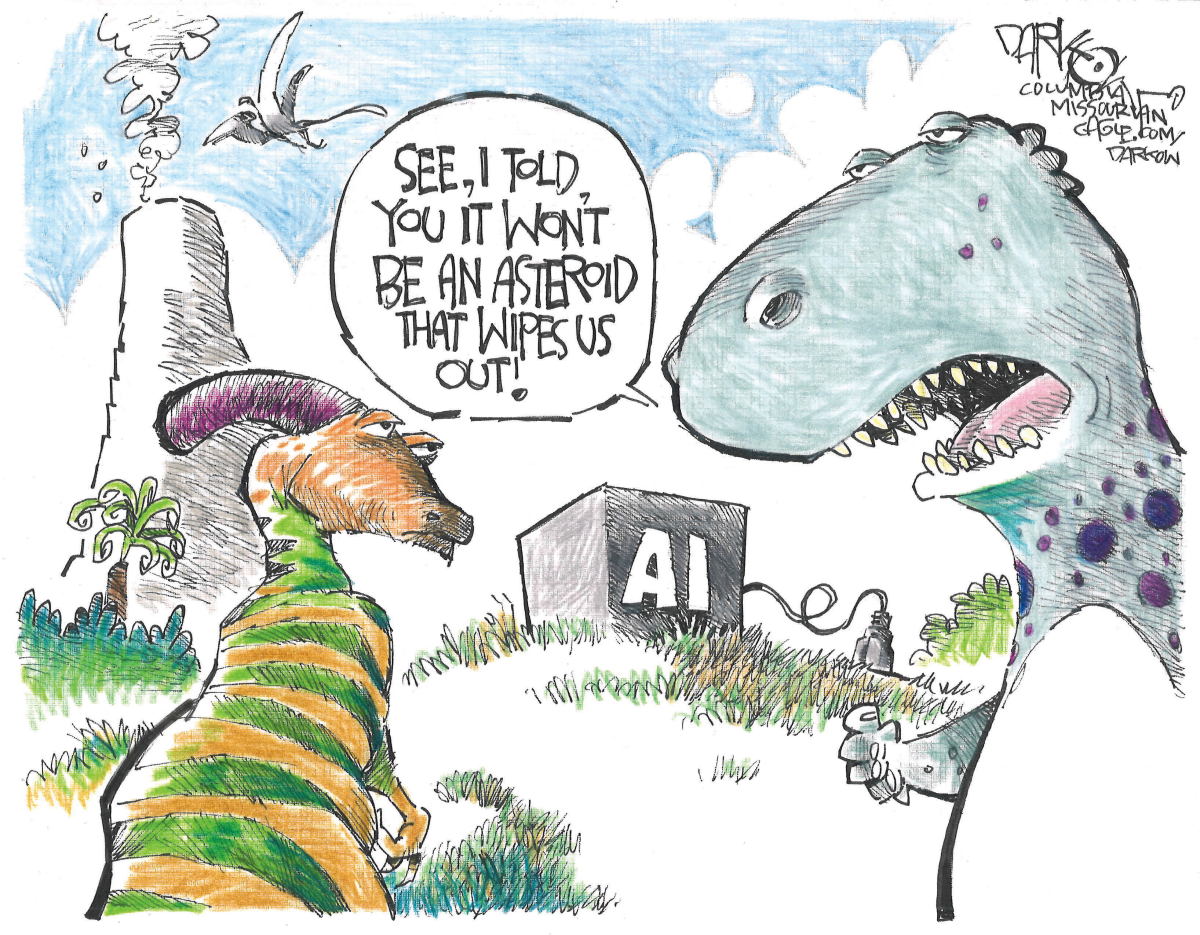 SEE, I TOLD
YOU IT WON'T
BE AN ASTEROID
THAT WIPES US
OUT!
AI
DARKO
COLUMBIA
MISSOURIAN
CAGLE.COM
DARKOW